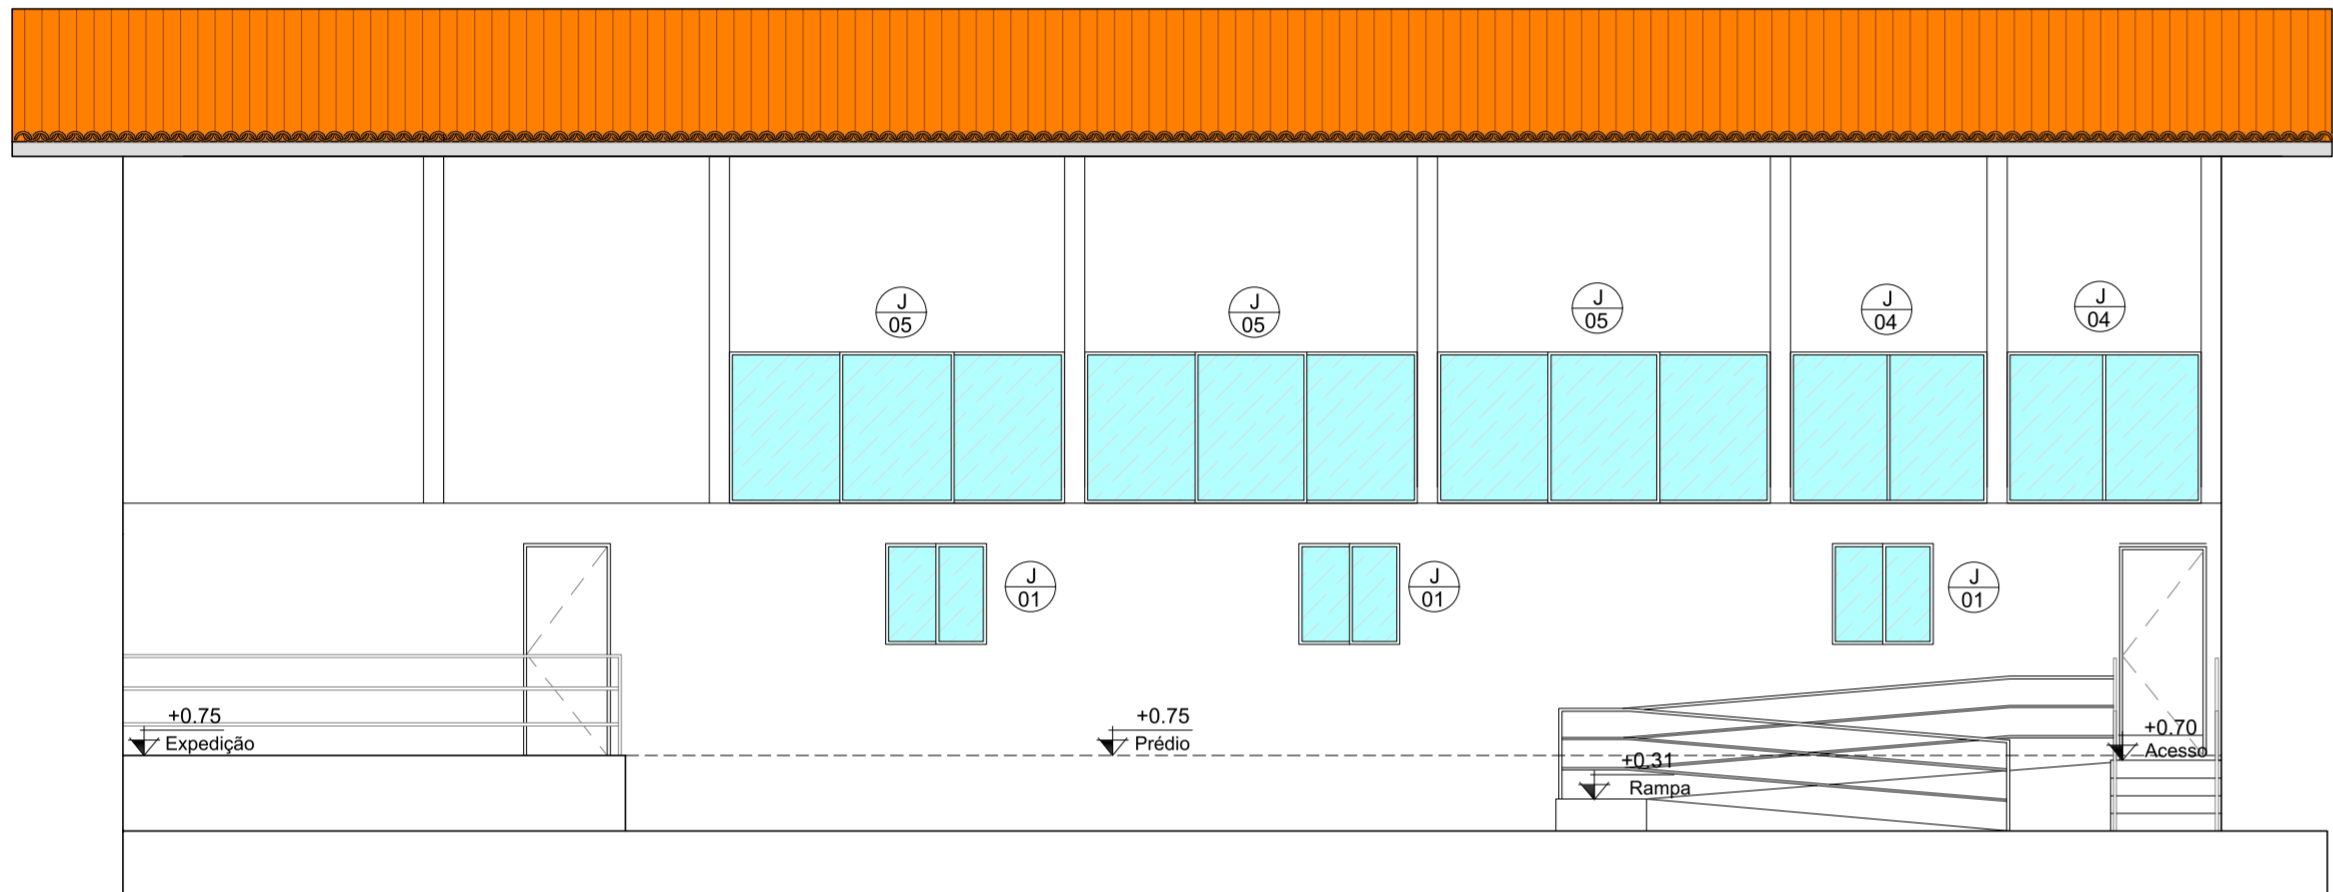 J
05
J
05
J
05
J
04
J
04
J
01
J
01
J
01
+0.75
Expedição
+0.75
Prédio
+0.31
Rampa
+0.70
Acesso